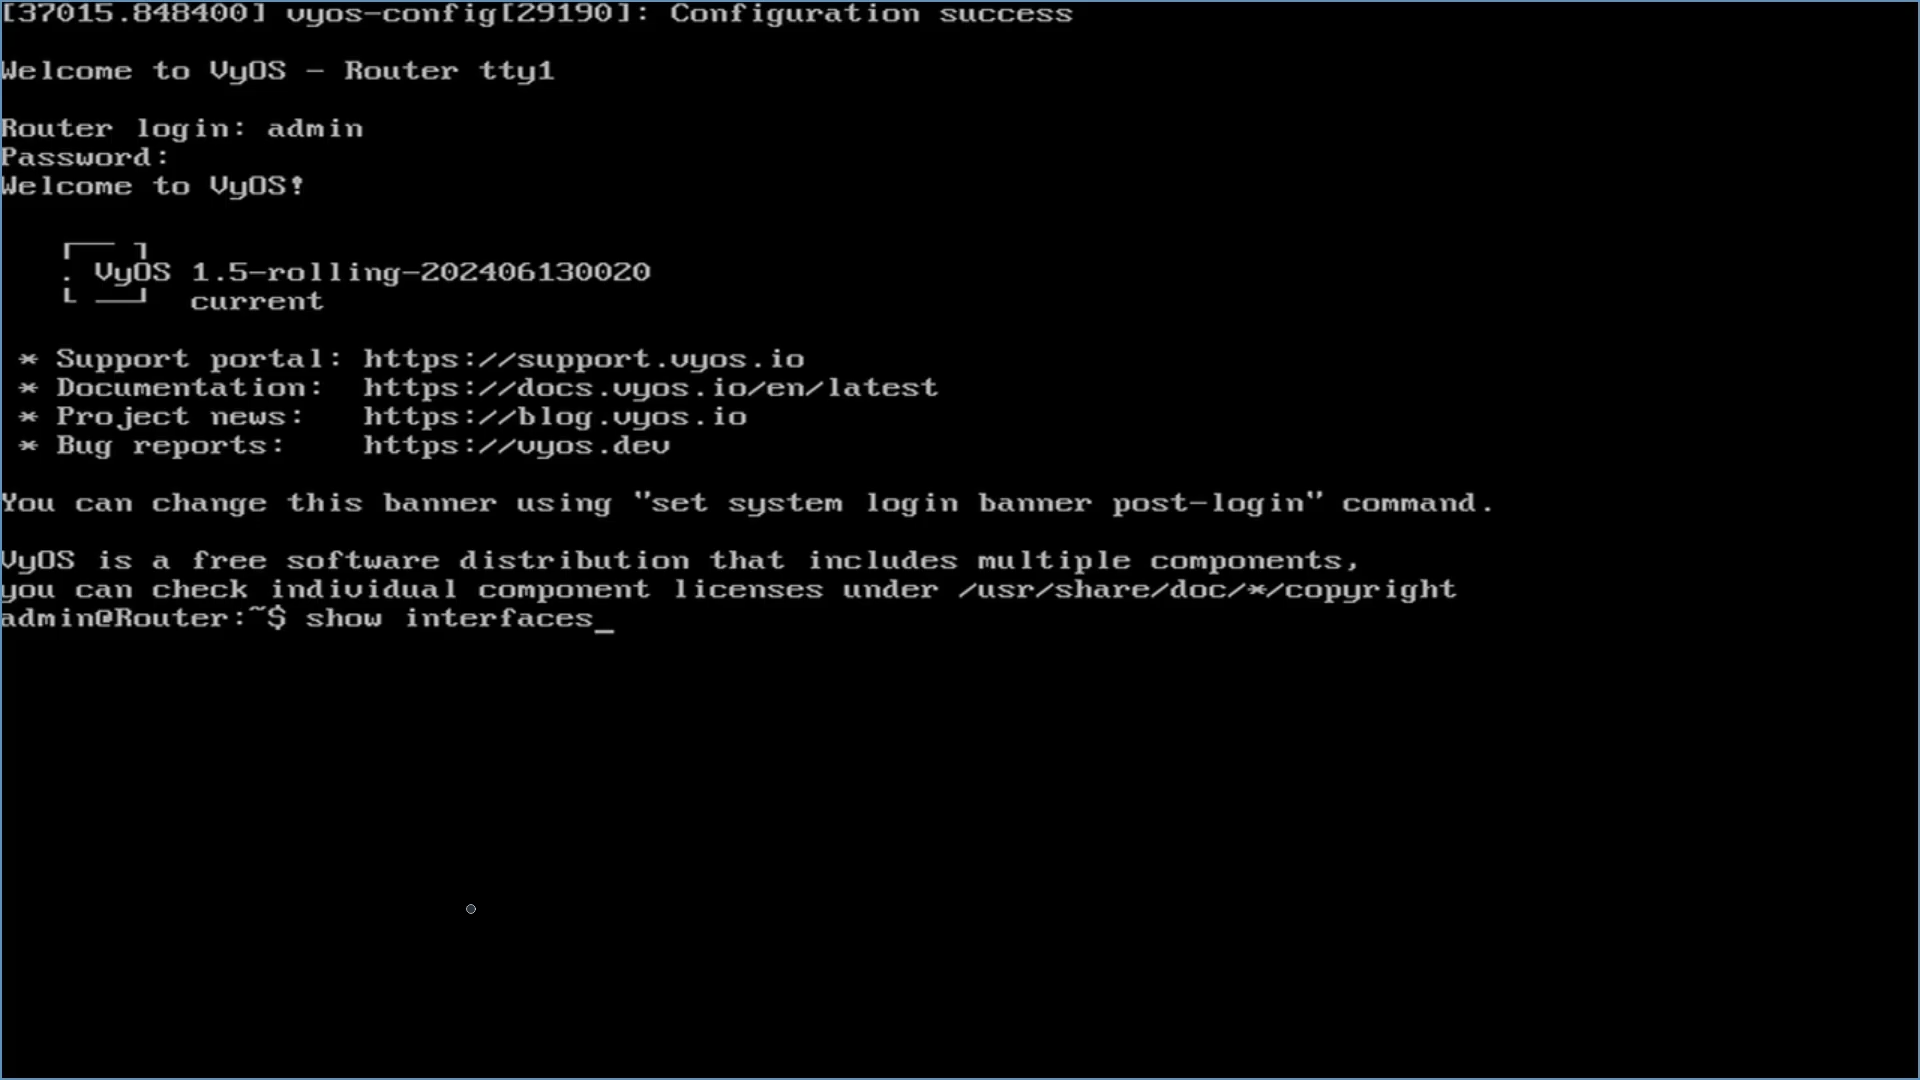 [37015.848400] vyos-config[29190]: Configuration success
Welcome to VyOS - Router tty1
Router login: admin
Password:
Welcome to VyOS!
┌── ┐
. VyOS 1.5-rolling-202406130020
└ ──┘  current
* Support portal: https://support.vyos.io
* Documentation:  https://docs.vyos.io/en/latest
* Project news:   https://blog.vyos.io
* Bug reports:    https://vyos.dev
You can change this banner using "set system login banner post-login" command.
VyOS is a free software distribution that includes multiple components,
you can check individual component licenses under /usr/share/doc/*/copyright
admin@Router:~$ show interfaces_